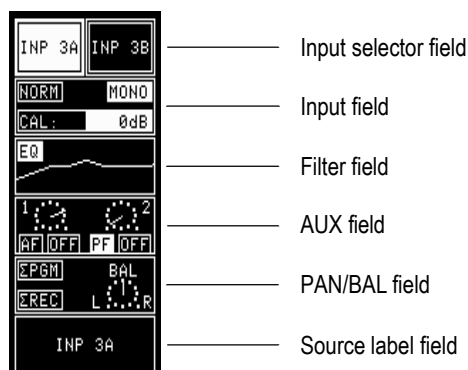 INP 3A INP 3B Input selector field
NORM MONO Input field
CAL: 0dB
EQ Filter field
1 2 AUX field
AF OFF PF OFF
ΣPGM BAL PAN/BAL field
ΣREC L R
INP 3A Source label field